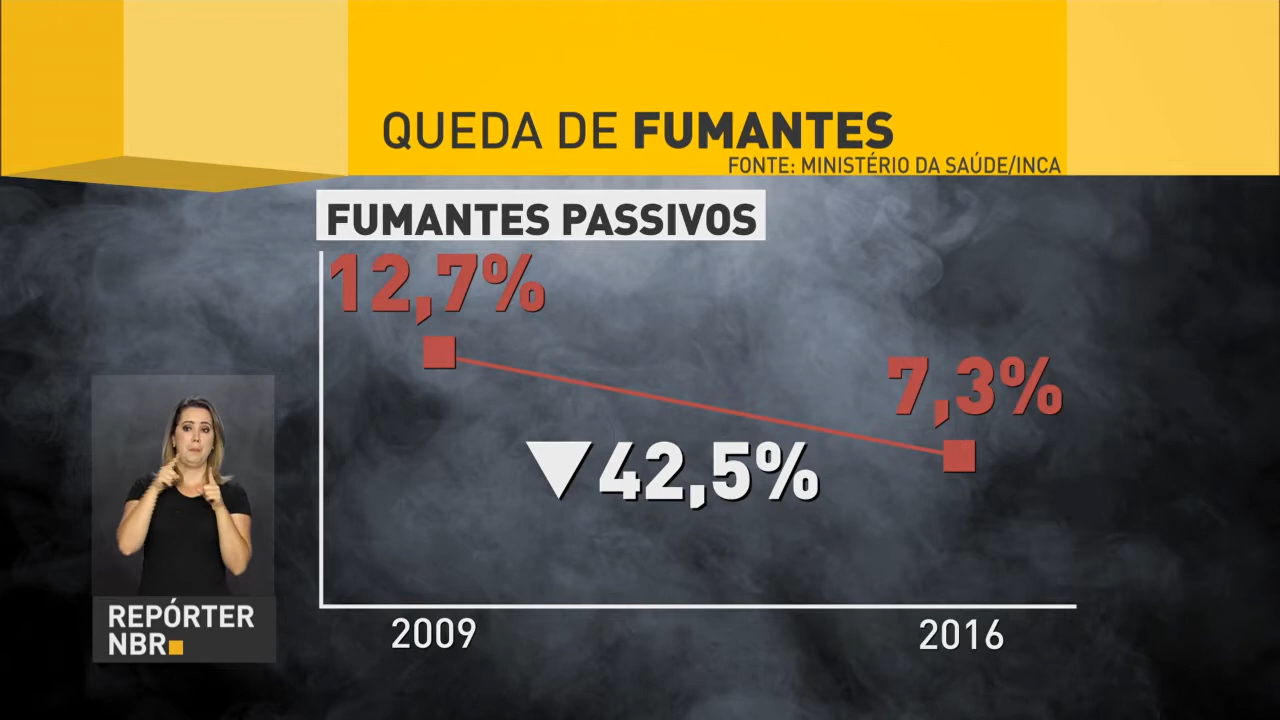 QUEDA DE FUMANTES
FONTE: MINISTÉRIO DA SAÚDE/INCA
FUMANTES PASSIVOS
12,7%
7,3%
▼42,5%
2009
2016
REPÓRTER
NBR